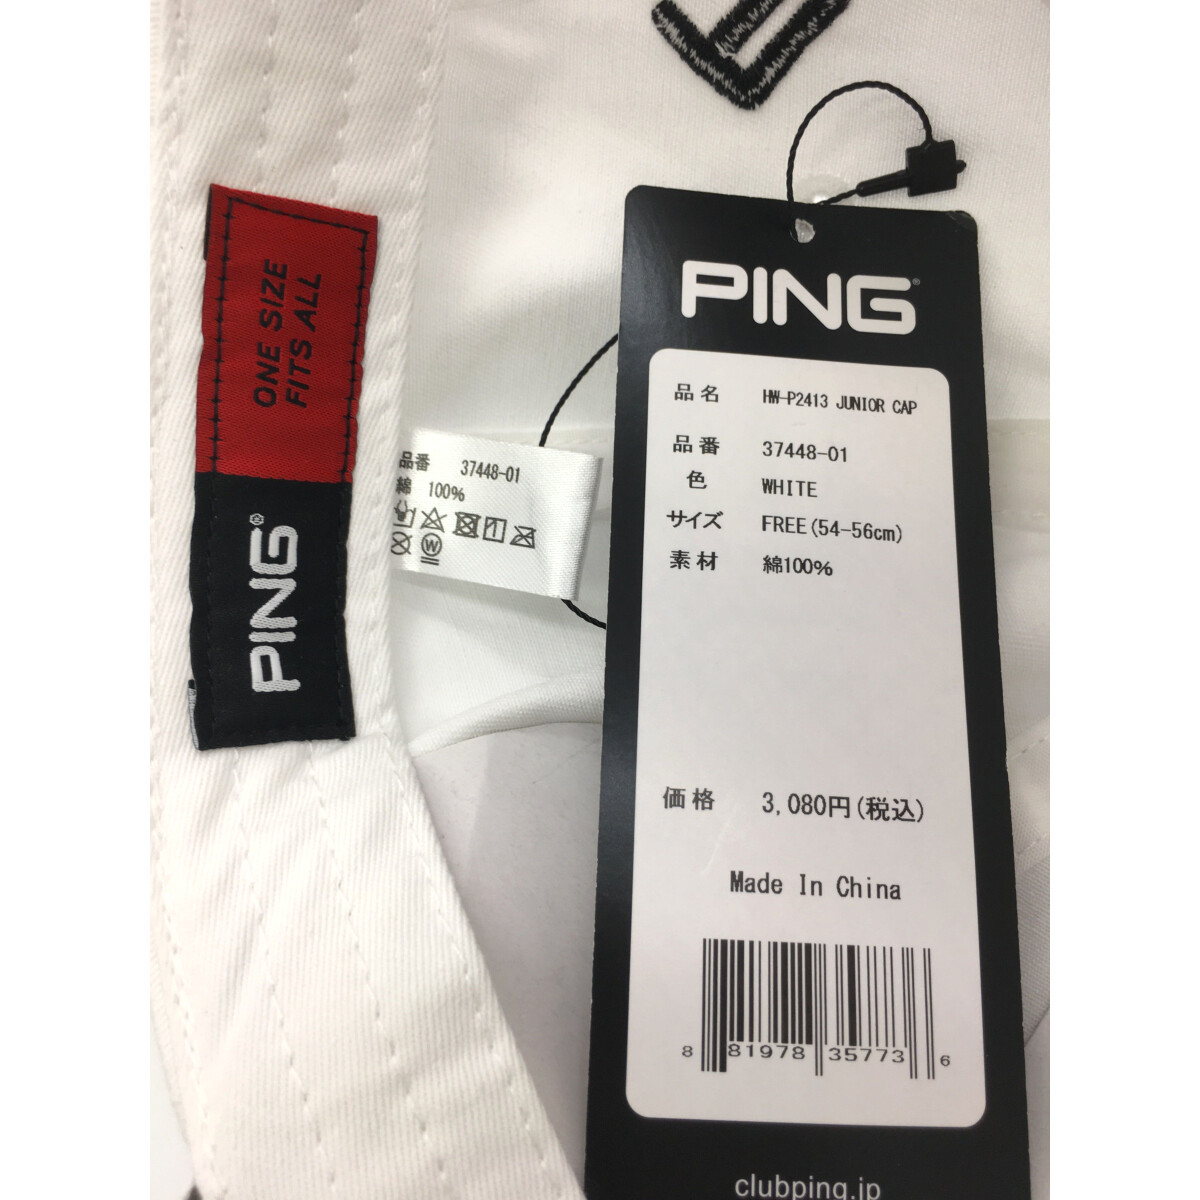 ONE SIZE
FITS ALL
PING®
品番 37448-01
綿 100%
W
PING®
品名 HW-P2413 JUNIOR CAP
品番 37448-01
色 WHITE
サイズ FREE(54-56cm)
素材 綿100%
価格 3,080円(税込)
Made In China
8 81978 35773 6
clubping.jp